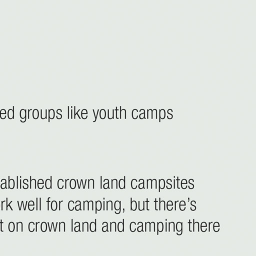 ed groups like youth camps
ablished crown land campsites
rk well for camping, but there's
t on crown land and camping there